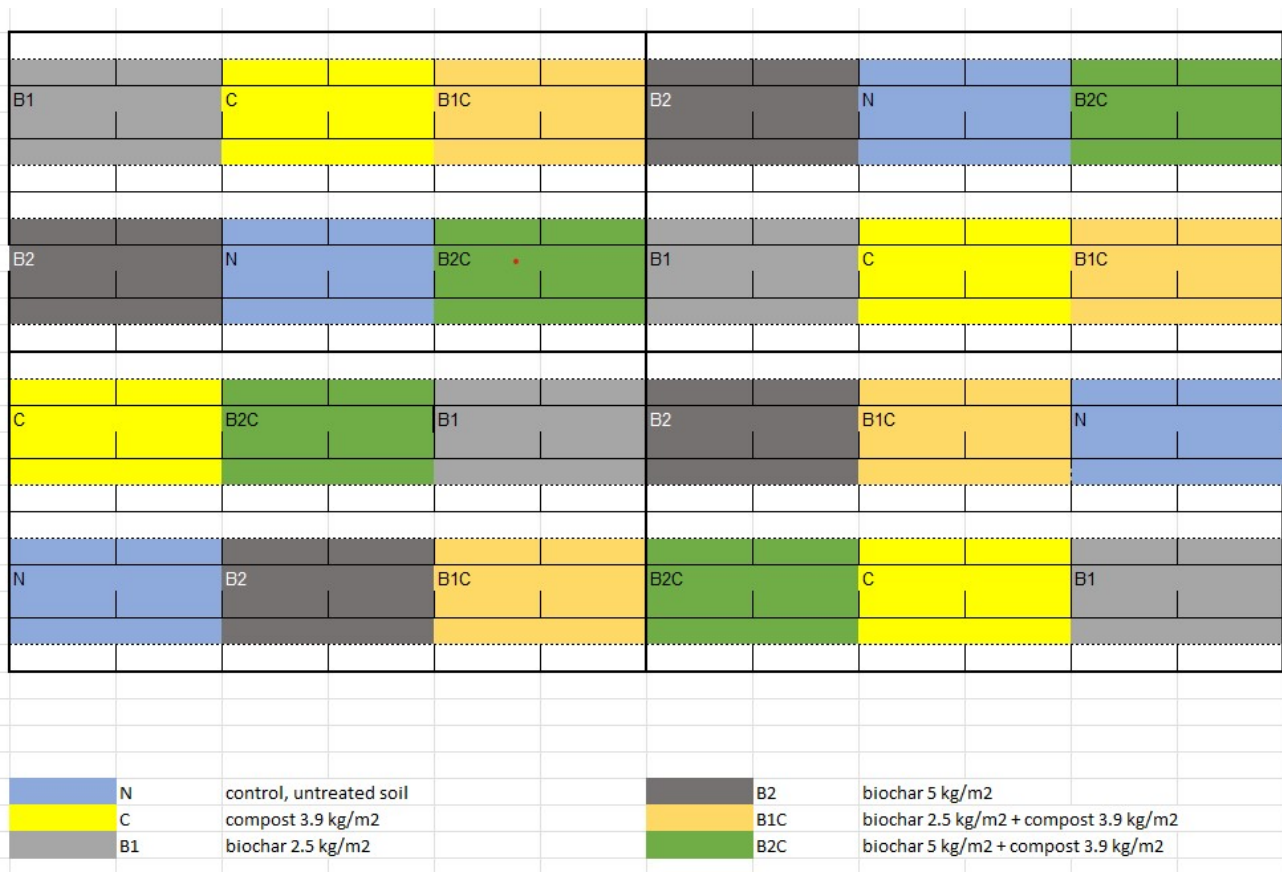 B1 C B1C B2 N B2C
B2 N B2C B1 C B1C
C B2C B1 B2 B1C N
N B2 B1C B2C C B1
N control, untreated soil B2 biochar 5 kg/m2
C compost 3.9 kg/m2 B1C biochar 2.5 kg/m2 + compost 3.9 kg/m2
B1 biochar 2.5 kg/m2 B2C biochar 5 kg/m2 + compost 3.9 kg/m2